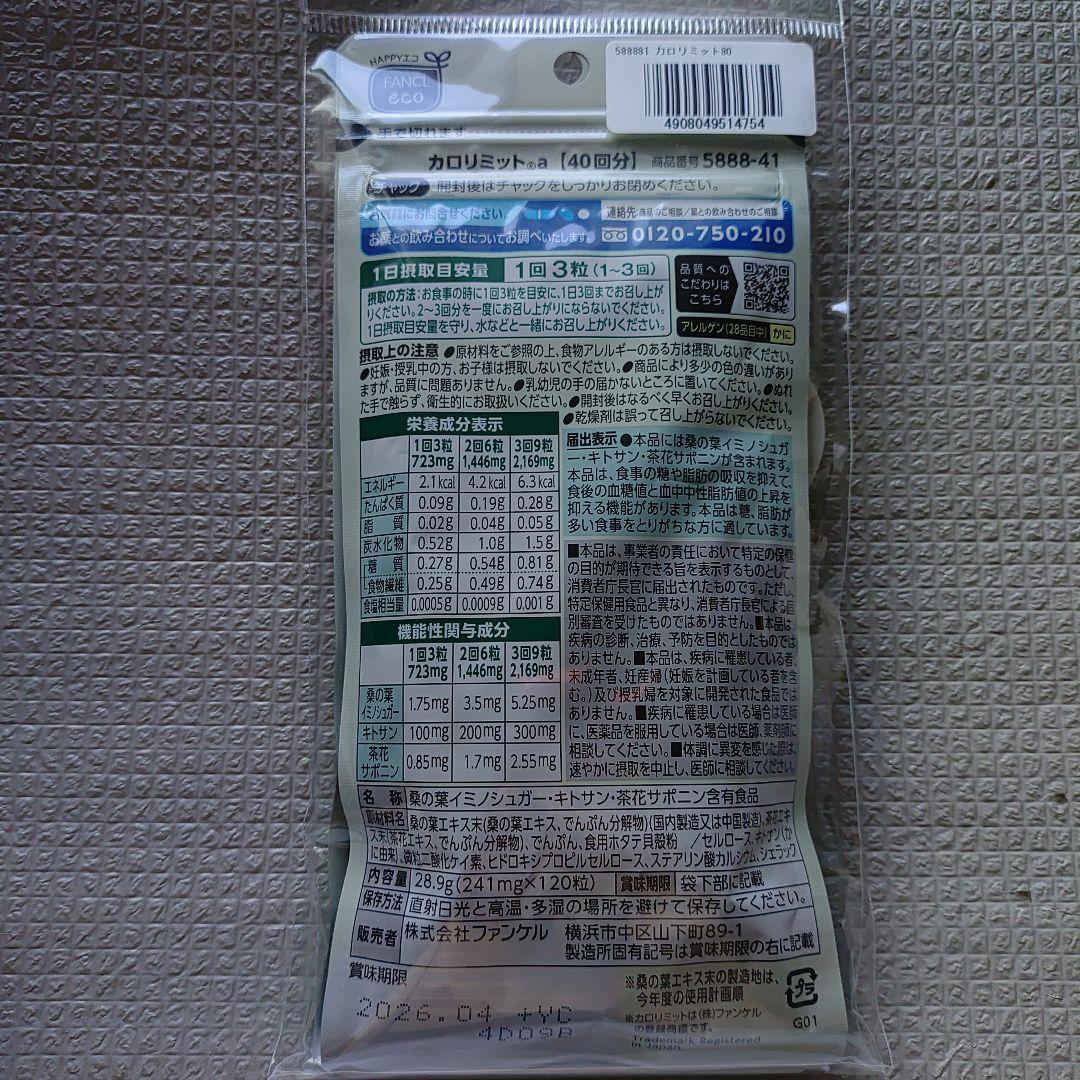 HAPPYエコ
FANCL
eco
588881 カロリミット80
4908049514754
手で切れます
カロリミット®a【40回分】 商品番号5888-41
チャック 開封後はチャックをしっかりお閉めください。
お気軽にお問合せください。
連絡先:商品のご相談/薬との飲み合わせのご相談
お薬との飲み合わせについてお調べいたします。
0120-750-210
1日摂取目安量 1回3粒(1~3回)
摂取の方法:お食事の時に1回3粒を目安に、1日3回までお召し上が
りください。2~3回分を一度にお召し上がりにならないでください。
1日摂取目安量を守り、水などと一緒にお召し上がりください。
品質への
こだわりは
こちら
アレルゲン(28品目中) かに
摂取上の注意 ●原材料をご参照の上、食物アレルギーのある方は摂取しないでください。
●妊娠・授乳中の方、お子様は摂取しないでください。●商品により多少の色の違いがあり
ますが、品質に問題ありません。●乳幼児の手の届かないところに置いてください。●ぬれ
た手で触らず、衛生的にお取扱いください。●開封後はなるべく早くお召し上がりください。
●乾燥剤は誤って召し上がらないでください。
栄養成分表示
1回3粒 2回6粒 3回9粒
723mg 1,446mg 2,169mg
エネルギー 2.1kcal 4.2kcal 6.3kcal
たんぱく質 0.09g 0.19g 0.28g
脂質 0.02g 0.04g 0.05g
炭水化物 0.52g 1.0g 1.5g
糖質 0.27g 0.54g 0.81g
食物繊維 0.25g 0.49g 0.74g
食塩相当量 0.0005g 0.0009g 0.001g
機能性関与成分
1回3粒 2回6粒 3回9粒
723mg 1,446mg 2,169mg
桑の葉
イミノシュガー 1.75mg 3.5mg 5.25mg
キトサン 100mg 200mg 300mg
茶花
サポニン 0.85mg 1.7mg 2.55mg
届出表示 ●本品には桑の葉イミノシュガ
ー・キトサン・茶花サポニンが含まれます。
本品は、食事の糖や脂肪の吸収を抑えて、
食後の血糖値と血中中性脂肪値の上昇を
抑える機能があります。本品は糖、脂肪が
多い食事をとりがちな方に適しています。
■本品は、事業者の責任において特定の保健
の目的が期待できる旨を表示するものとして、
消費者庁長官に届出されたものです。ただし、
特定保健用食品と異なり、消費者庁長官による個
別審査を受けたものではありません。■本品は、
疾病の診断、治療、予防を目的としたものでは
ありません。■本品は、疾病に罹患している者、
未成年者、妊産婦(妊娠を計画している者を含
む。)及び授乳婦を対象に開発された食品では
ありません。■疾病に罹患している場合は医師
に、医薬品を服用している場合は医師、薬剤師に
相談してください。■体調に異変を感じた際は、
速やかに摂取を中止し、医師に相談してください。
名称 桑の葉イミノシュガー・キトサン・茶花サポニン含有食品
原材料名 桑の葉エキス末(桑の葉エキス、でんぷん分解物)(国内製造又は中国製造)、茶花エキ
ス末(茶花エキス、でんぷん分解物)、でんぷん、食用ホタテ貝殻粉 /セルロース、キトサン(か
に由来)、微粒二酸化ケイ素、ヒドロキシプロピルセルロース、ステアリン酸カルシウム、シェラック
内容量 28.9g(241mg×120粒) 賞味期限 袋下部に記載
保存方法 直射日光と高温・多湿の場所を避けて保存してください。
販売者 株式会社ファンケル 横浜市中区山下町89-1
製造所固有記号は賞味期限の右に記載
賞味期限
2026.04 +YC
4D09B
※桑の葉エキス末の製造地は、
今年度の使用計画順
※カロリミットは(株)ファンケル
の登録商標です。
Trademark Registered
in Japan.
プラ
G01